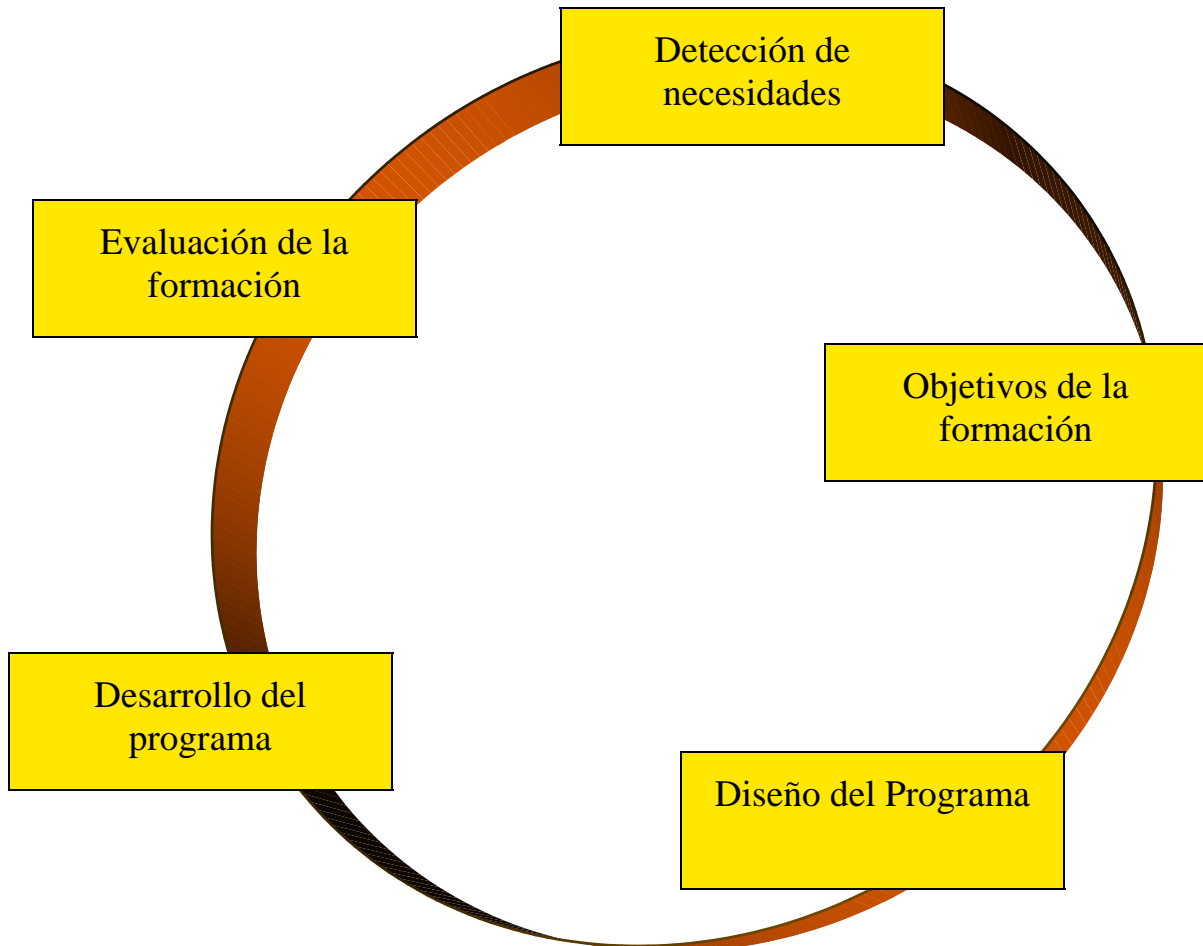 Detección de
necesidades
Evaluación de la
formación
Objetivos de la
formación
Desarrollo del
programa
Diseño del Programa